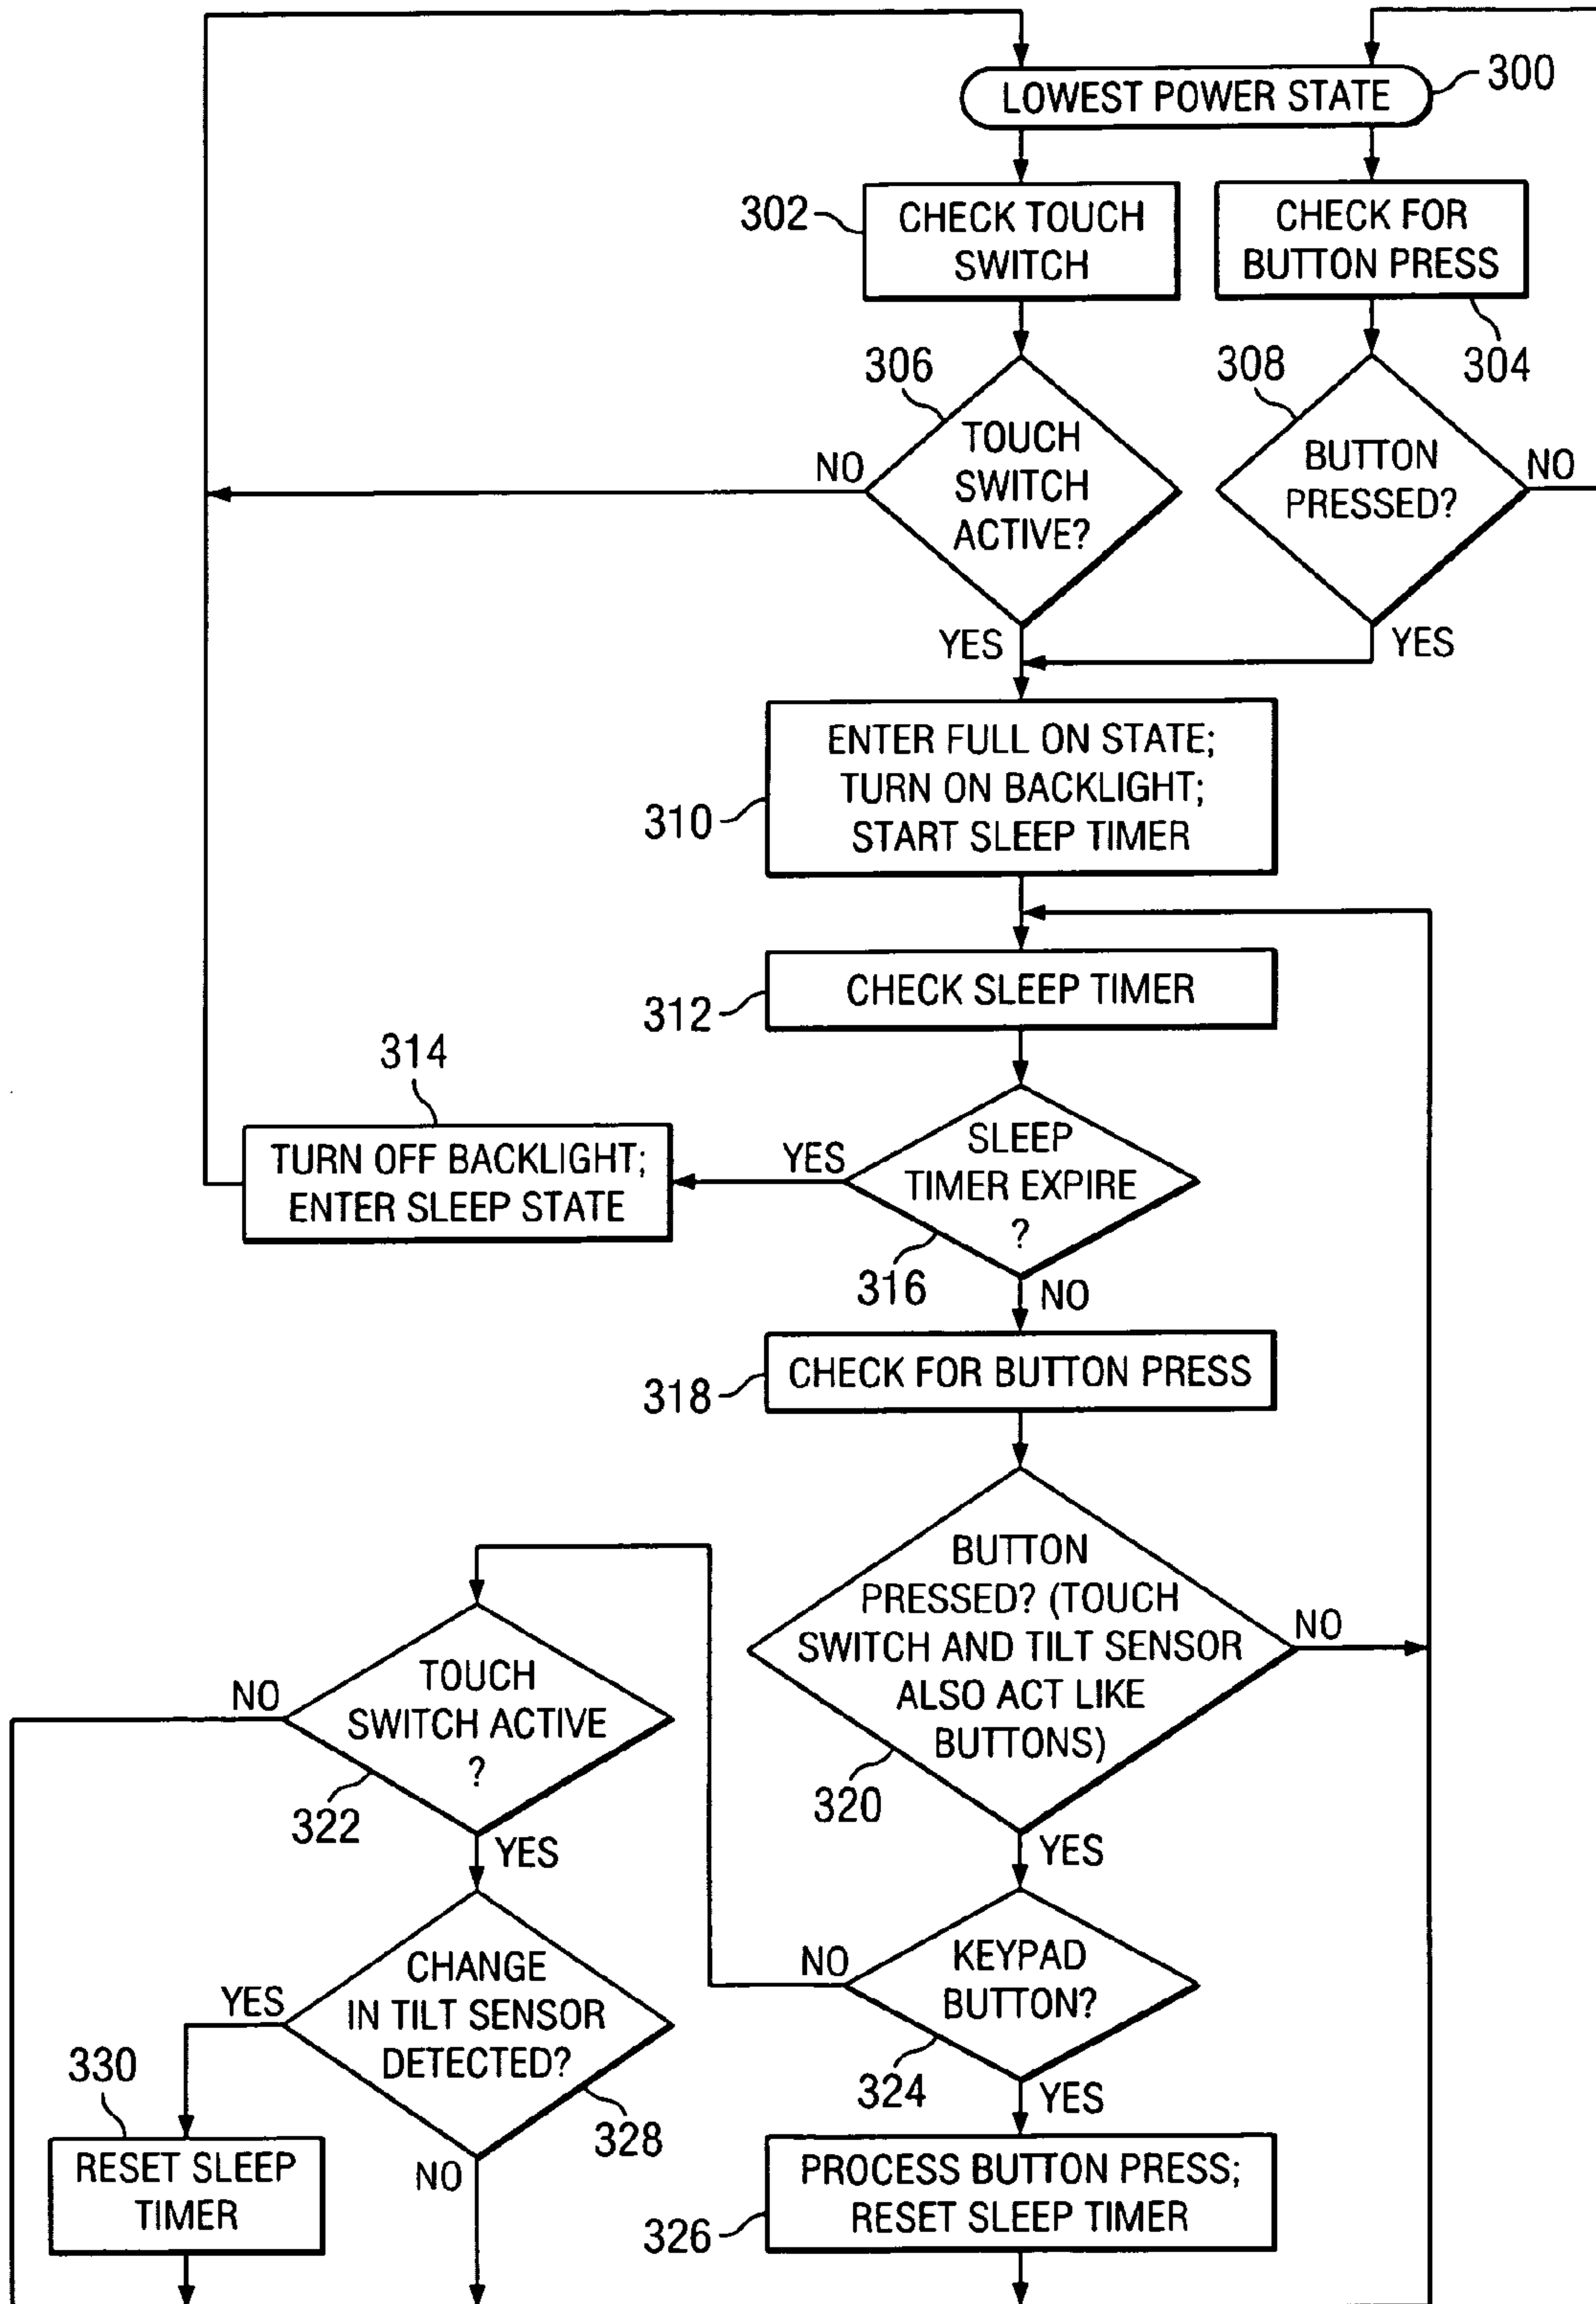 LOWEST POWER STATE
300
302
CHECK TOUCH
SWITCH
CHECK FOR
BUTTON PRESS
304
306
TOUCH
SWITCH
ACTIVE?
NO
YES
308
BUTTON
PRESSED?
NO
YES
310
ENTER FULL ON STATE;
TURN ON BACKLIGHT;
START SLEEP TIMER
312
CHECK SLEEP TIMER
314
TURN OFF BACKLIGHT;
ENTER SLEEP STATE
YES
SLEEP
TIMER EXPIRE
?
316
NO
318
CHECK FOR BUTTON PRESS
BUTTON
PRESSED? (TOUCH
SWITCH AND TILT SENSOR
ALSO ACT LIKE
BUTTONS)
NO
320
YES
NO
TOUCH
SWITCH ACTIVE
?
322
YES
NO
KEYPAD
BUTTON?
324
YES
YES
CHANGE
IN TILT SENSOR
DETECTED?
328
NO
330
RESET SLEEP
TIMER
326
PROCESS BUTTON PRESS;
RESET SLEEP TIMER